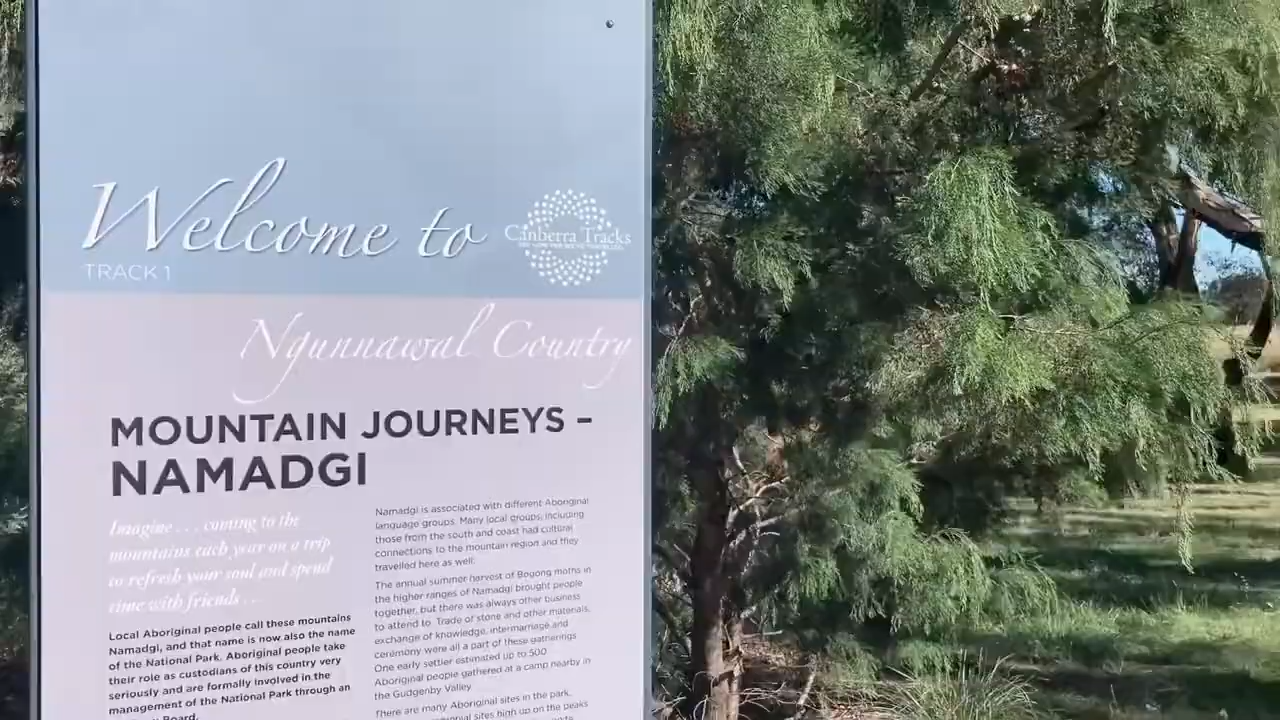 Welcome to
Canberra Tracks
TRACK 1
Ngunnawal Country
MOUNTAIN JOURNEYS –
NAMADGI
Imagine . . . coming to the
mountains each year on a trip
to refresh your soul and spend
time with friends . . .
Local Aboriginal people call these mountains
Namadgi, and that name is now also the name
of the National Park. Aboriginal people take
their role as custodians of this country very
seriously and are formally involved in the
management of the National Park through an
Board.
Namadgi is associated with different Aboriginal
language groups. Many local groups, including
those from the south and coast had cultural
connections to the mountain region and they
travelled here as well.
The annual summer harvest of Bogong moths in
the higher ranges of Namadgi brought people
together, but there was always other business
to attend to. Trade of stone and other materials,
exchange of knowledge, intermarriage and
ceremony were all a part of these gatherings.
One early settler estimated up to 500
Aboriginal people gathered at a camp nearby in
the Gudgenby Valley.
There are many Aboriginal sites in the park,
sites high up on the peaks